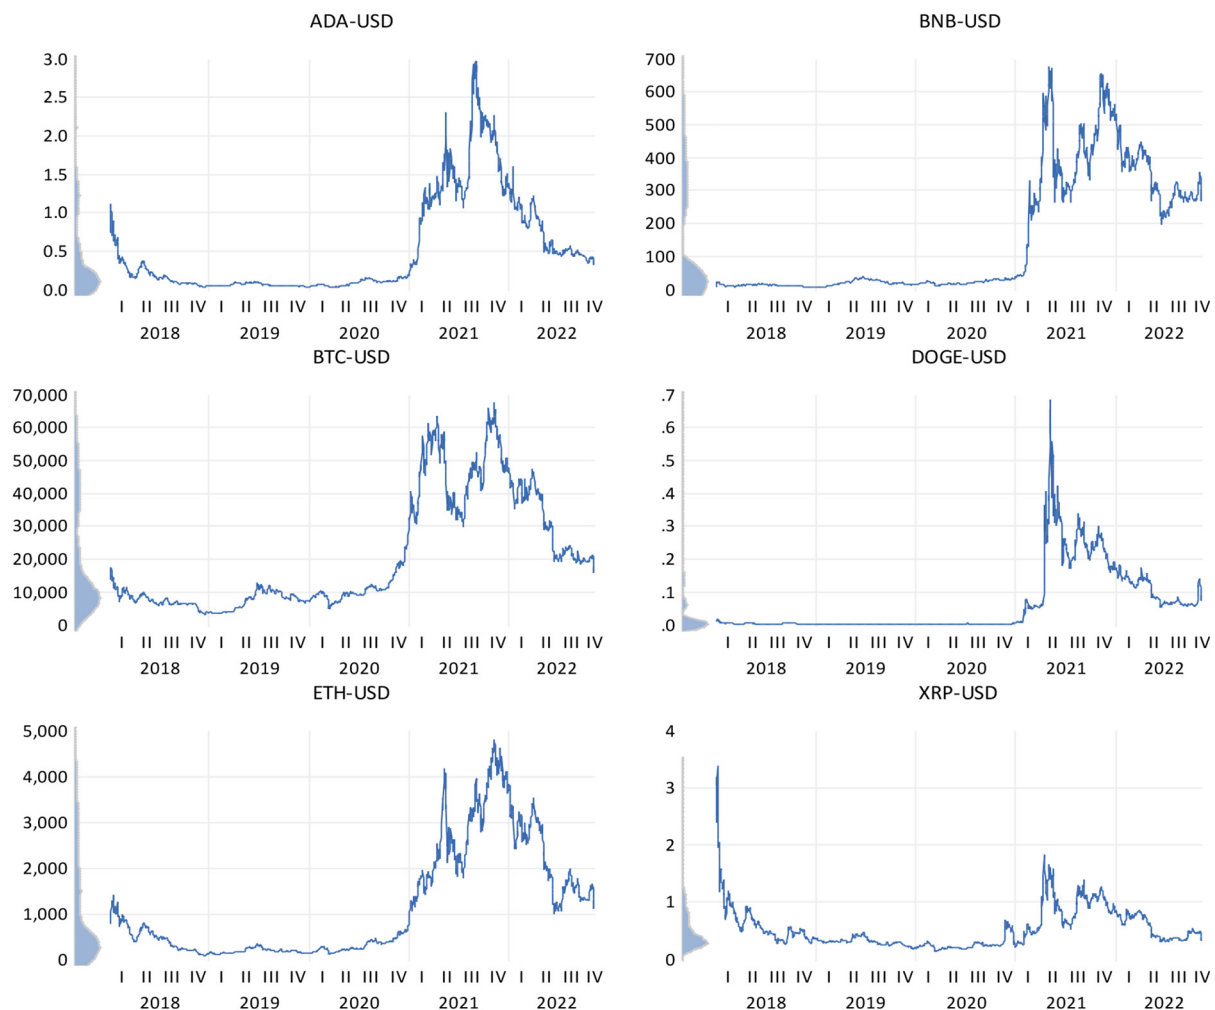 ADA-USD
3.0
2.5
2.0
1.5
1.0
0.5
0.0
I II III IV I II III IV I II III IV I II III IV I II III IV
2018 2019 2020 2021 2022
BNB-USD
700
600
500
400
300
200
100
0
I II III IV I II III IV I II III IV I II III IV I II III IV
2018 2019 2020 2021 2022
BTC-USD
70,000
60,000
50,000
40,000
30,000
20,000
10,000
0
I II III IV I II III IV I II III IV I II III IV I II III IV
2018 2019 2020 2021 2022
DOGE-USD
.7
.6
.5
.4
.3
.2
.1
.0
I II III IV I II III IV I II III IV I II III IV I II III IV
2018 2019 2020 2021 2022
ETH-USD
5,000
4,000
3,000
2,000
1,000
0
I II III IV I II III IV I II III IV I II III IV I II III IV
2018 2019 2020 2021 2022
XRP-USD
4
3
2
1
0
I II III IV I II III IV I II III IV I II III IV I II III IV
2018 2019 2020 2021 2022